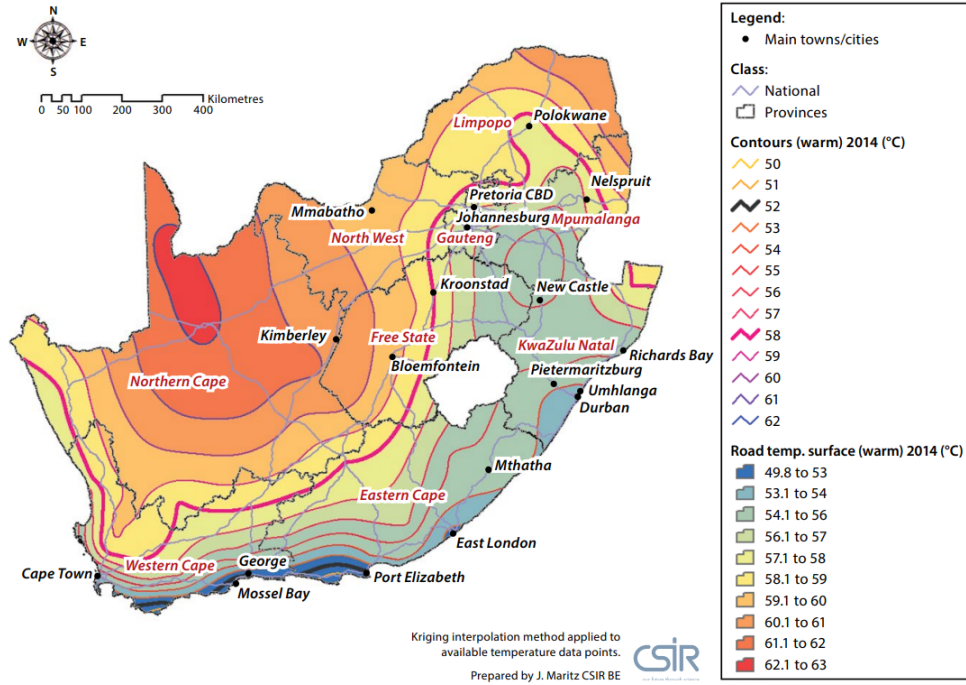 N
W E
S
0 50 100 200 300 400 Kilometres
Limpopo
Polokwane
Nelspruit
Pretoria CBD
Mmabatho
Johannesburg
Mpumalanga
North West
Gauteng
Kroonstad
New Castle
Kimberley
Free State
KwaZulu Natal
Richards Bay
Bloemfontein
Pietermaritzburg
Northern Cape
Umhlanga
Durban
Mthatha
Eastern Cape
East London
Western Cape
George
Cape Town
Port Elizabeth
Mossel Bay
Kriging interpolation method applied to
available temperature data points.
Prepared by J. Maritz CSIR BE
CSIR
Legend:
Main towns/cities
Class:
National
Provinces
Contours (warm) 2014 (°C)
50
51
52
53
54
55
56
57
58
59
60
61
62
Road temp. surface (warm) 2014 (°C)
49.8 to 53
53.1 to 54
54.1 to 56
56.1 to 57
57.1 to 58
58.1 to 59
59.1 to 60
60.1 to 61
61.1 to 62
62.1 to 63